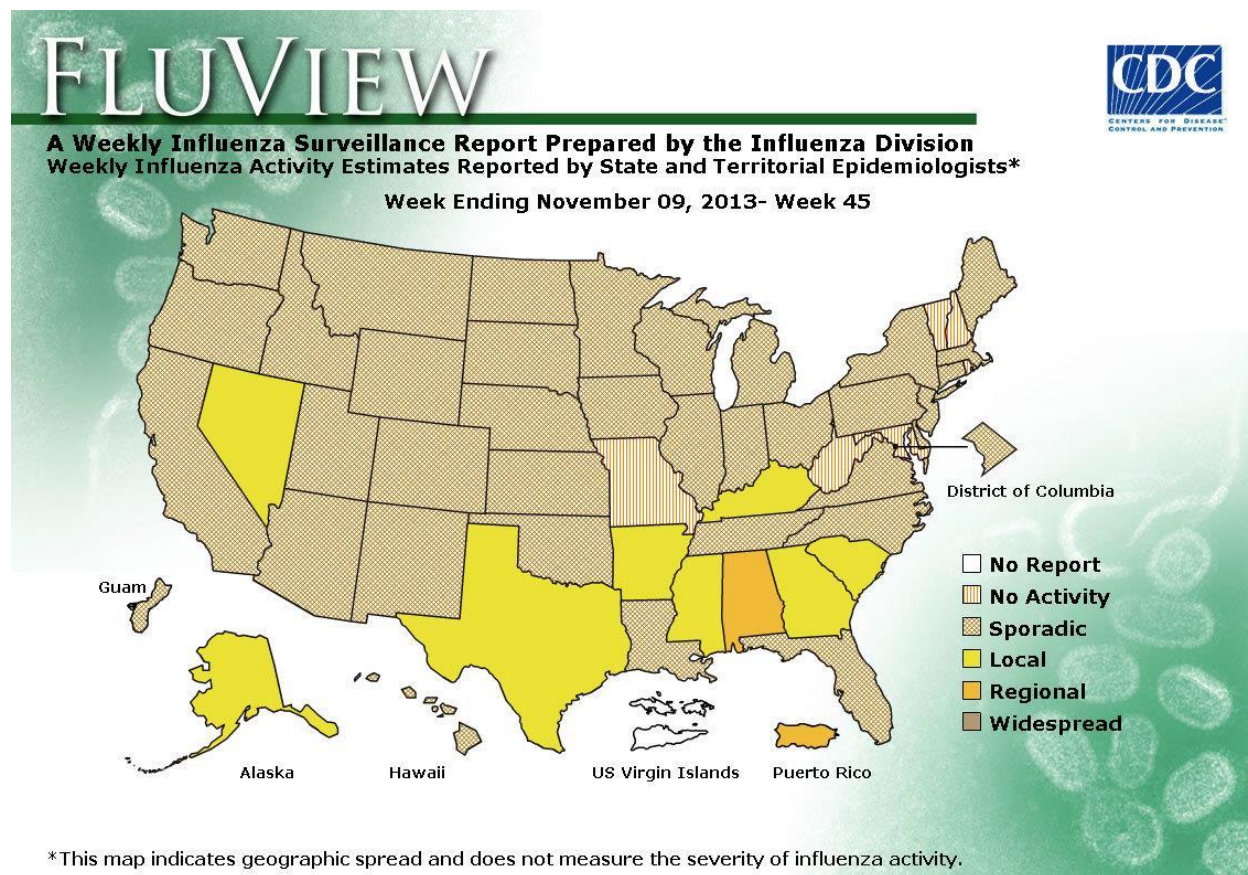 FLUVIEW
CDC
CENTERS FOR DISEASE
CONTROL AND PREVENTION
A Weekly Influenza Surveillance Report Prepared by the Influenza Division
Weekly Influenza Activity Estimates Reported by State and Territorial Epidemiologists*
Week Ending November 09, 2013- Week 45
District of Columbia
No Report
No Activity
Sporadic
Local
Regional
Widespread
Guam
Alaska
Hawaii
US Virgin Islands
Puerto Rico
*This map indicates geographic spread and does not measure the severity of influenza activity.